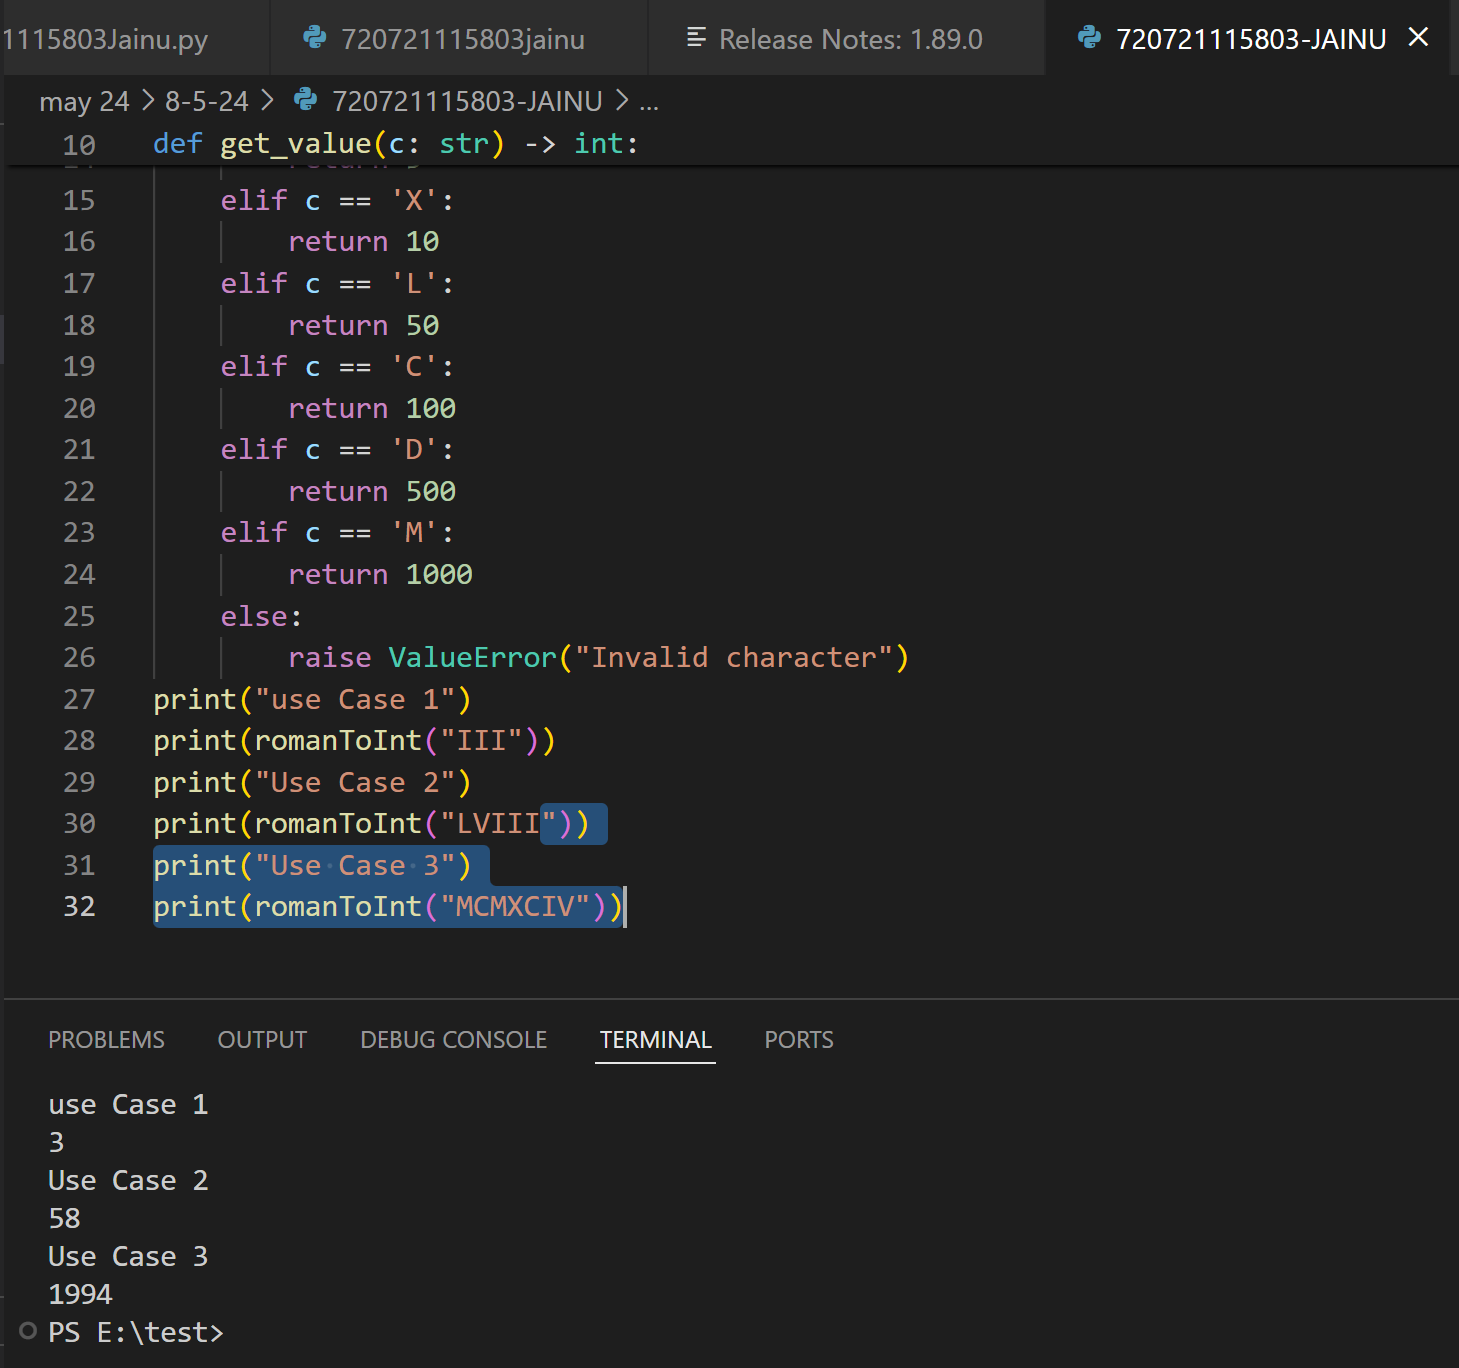 1115803Jainu.py 720721115803jainu Release Notes: 1.89.0 720721115803-JAINU
may 24 > 8-5-24 > 720721115803-JAINU > ...
10 def get_value(c: str) -> int:
15 elif c == 'X':
16 return 10
17 elif c == 'L':
18 return 50
19 elif c == 'C':
20 return 100
21 elif c == 'D':
22 return 500
23 elif c == 'M':
24 return 1000
25 else:
26 raise ValueError("Invalid character")
27 print("use Case 1")
28 print(romanToInt("III"))
29 print("Use Case 2")
30 print(romanToInt("LVIII"))
31 print("Use Case 3")
32 print(romanToInt("MCMXCIV"))
PROBLEMS OUTPUT DEBUG CONSOLE TERMINAL PORTS
use Case 1
3
Use Case 2
58
Use Case 3
1994
PS E:\test>